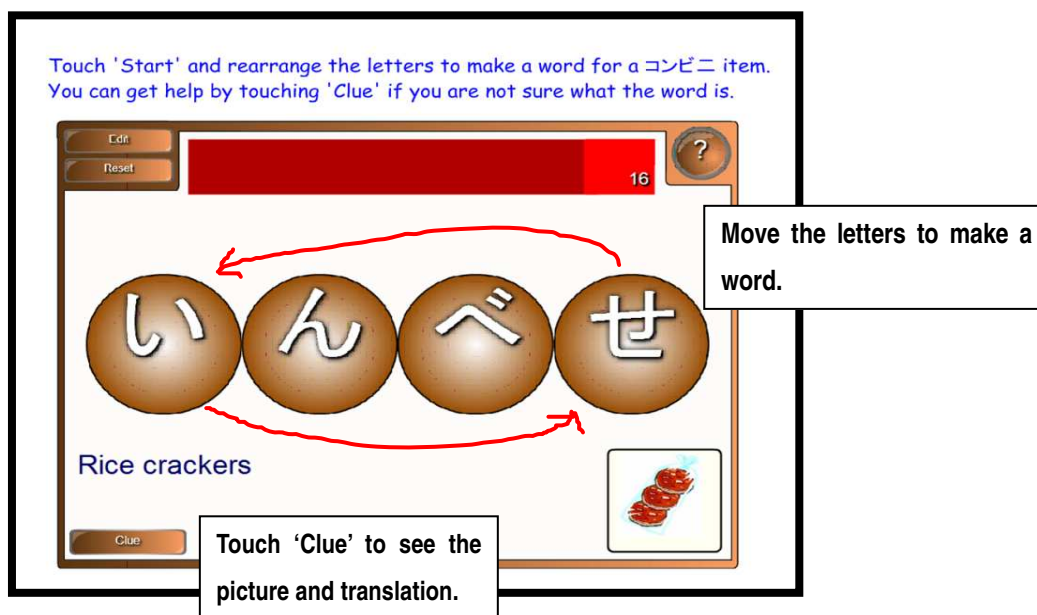 Touch 'Start' and rearrange the letters to make a word for a コンビニ item.
You can get help by touching 'Clue' if you are not sure what the word is.
Edit
Reset
16
?
Move the letters to make a
word.
い ん べ せ
Rice crackers
Clue
Touch ‘Clue’ to see the
picture and translation.